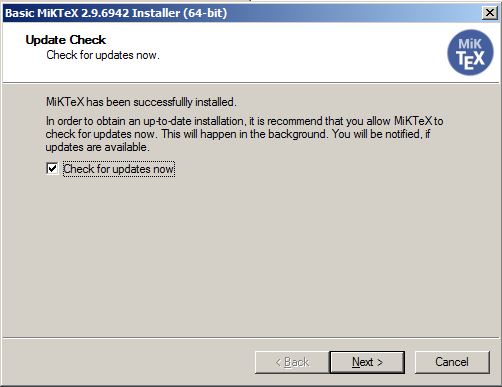 Basic MiKTeX 2.9.6942 Installer (64-bit)
Update Check
Check for updates now.
MiK
TEX
MiKTeX has been successfullly installed.
In order to obtain an up-to-date installation, it is recommend that you allow MiKTeX to
check for updates now. This will happen in the background. You will be notified, if
updates are available.
Check for updates now
< Back
Next >
Cancel